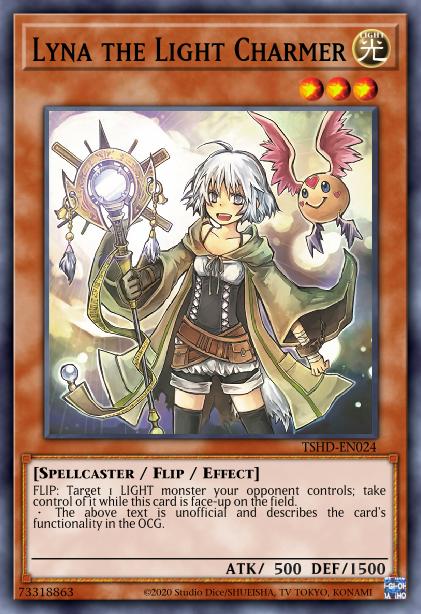 Lyna the Light Charmer
LIGHT
光
TSHD-EN024
[Spellcaster / Flip / Effect]
FLIP: Target 1 LIGHT monster your opponent controls; take
control of it while this card is face-up on the field.
· The above text is unofficial and describes the card's
functionality in the OCG.
ATK/ 500 DEF/1500
73318863
©2020 Studio Dice/SHUEISHA, TV TOKYO, KONAMI